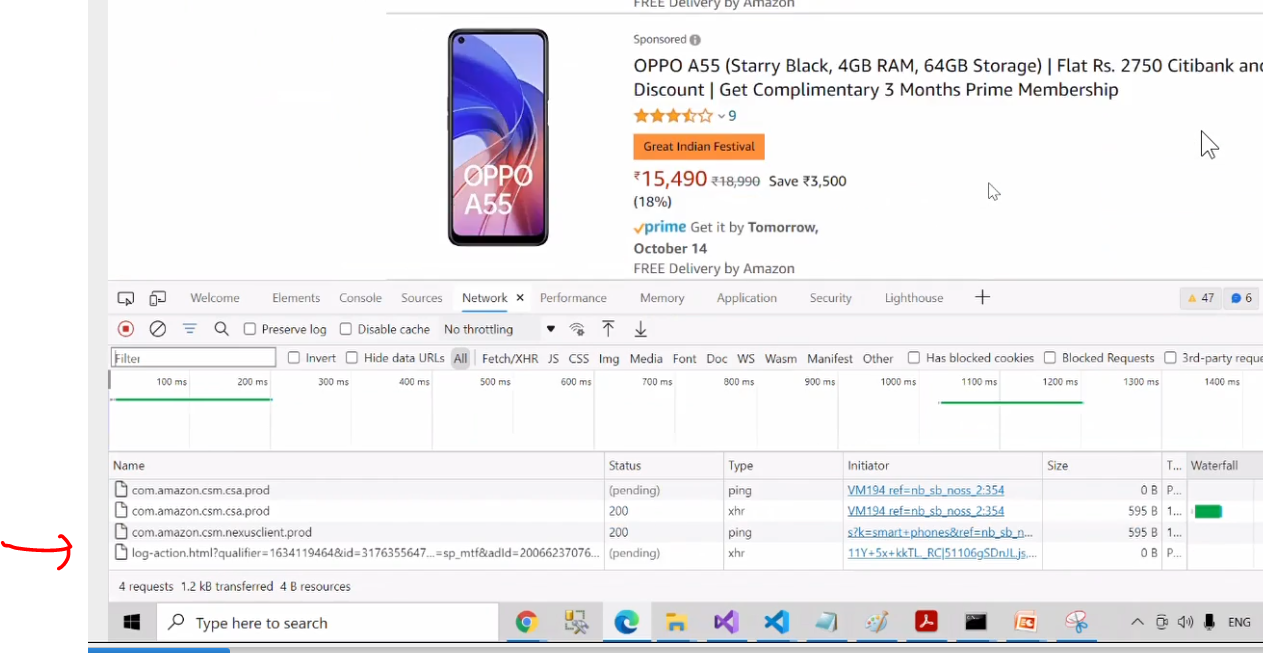 FREE Delivery by Amazon
Sponsored
OPPO A55 (Starry Black, 4GB RAM, 64GB Storage) | Flat Rs. 2750 Citibank and
Discount | Get Complimentary 3 Months Prime Membership
9
Great Indian Festival
₹15,490 ₹18,990 Save ₹3,500
(18%)
prime Get it by Tomorrow,
October 14
FREE Delivery by Amazon
OPPO
A55
Welcome Elements Console Sources Network Performance Memory Application Security Lighthouse 47 6
Preserve log Disable cache No throttling
Filter Invert Hide data URLs All Fetch/XHR JS CSS Img Media Font Doc WS Wasm Manifest Other Has blocked cookies Blocked Requests 3rd-party reque
100 ms 200 ms 300 ms 400 ms 500 ms 600 ms 700 ms 800 ms 900 ms 1000 ms 1100 ms 1200 ms 1300 ms 1400 ms
Name Status Type Initiator Size T... Waterfall
com.amazon.csm.csa.prod (pending) ping VM194 ref=nb_sb_noss_2:354 0 B P...
com.amazon.csm.csa.prod 200 xhr VM194 ref=nb_sb_noss_2:354 595 B 1...
com.amazon.csm.nexusclient.prod 200 ping s?k=smart+phones&ref=nb_sb_n... 595 B 1...
log-action.html?qualifier=1634119464&id=3176355647...=sp_mtf&adId=20066237076... (pending) xhr 11Y+5x+kkTL_RC|51106gSDnJL.js,... 0 B P...
4 requests 1.2 kB transferred 4 B resources
Type here to search ENG